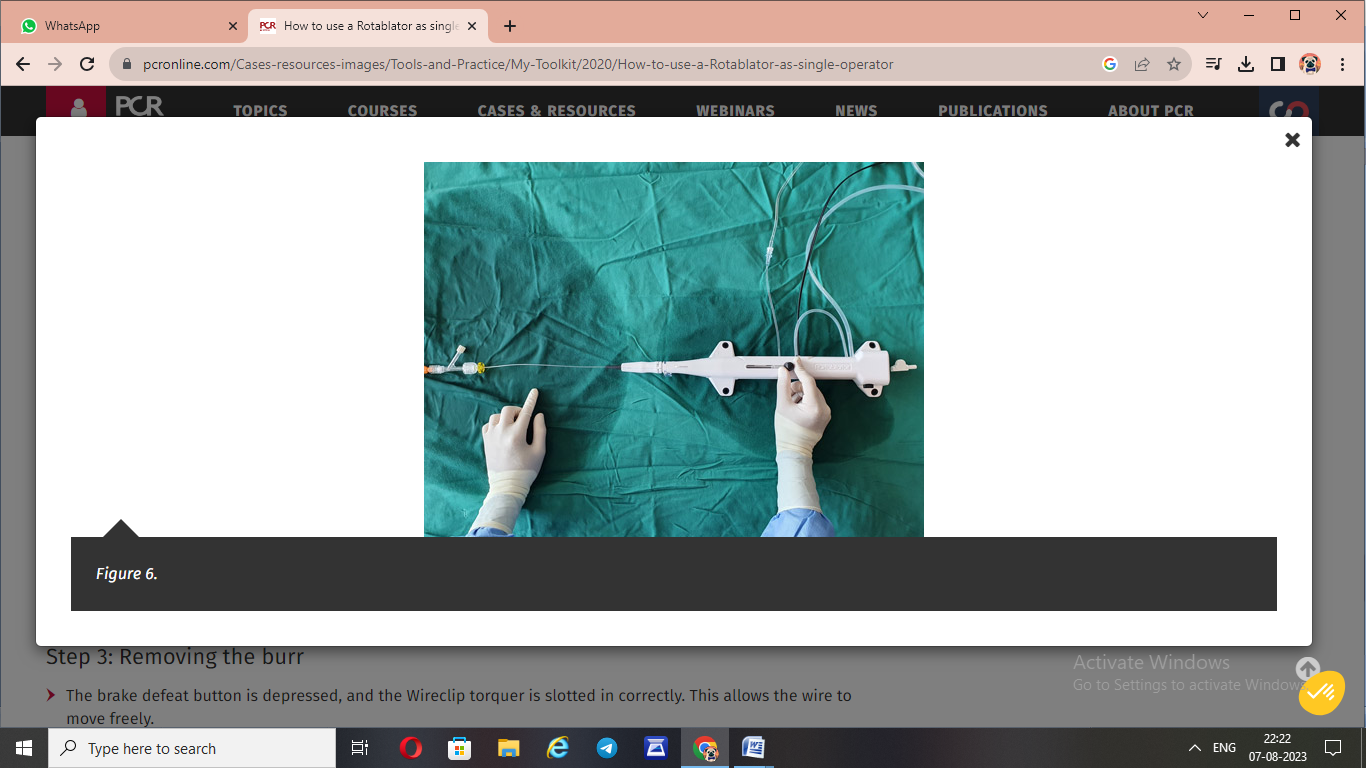 WhatsApp
How to use a Rotablator as single
pcronline.com/Cases-resources-images/Tools-and-Practice/My-Toolkit/2020/How-to-use-a-Rotablator-as-single-operator
PCR TOPICS COURSES CASES & RESOURCES WEBINARS NEWS PUBLICATIONS ABOUT PCR
Figure 6.
Step 3: Removing the burr
The brake defeat button is depressed, and the Wireclip torquer is slotted in correctly. This allows the wire to
move freely.
Activate Windows
Go to Settings to activate Windows
Type here to search
ENG
22:22
07-08-2023